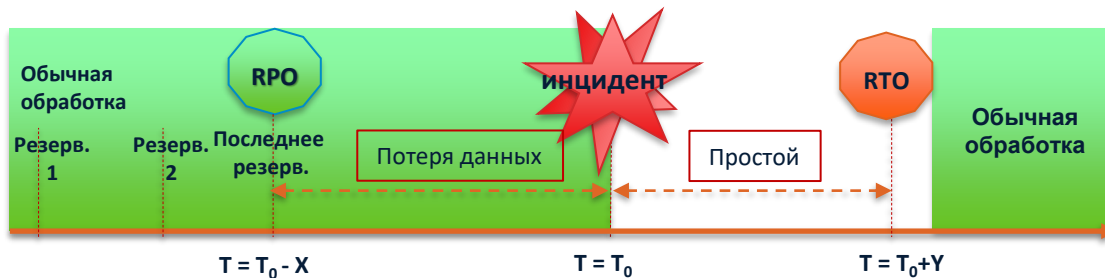 Обычная
обработка
RPO
инцидент
RTO
Обычная
обработка
Резерв.
1
Резерв.
2
Последнее
резерв.
Потеря данных
Простой
T = T₀ - X
T = T₀
T = T₀+Y